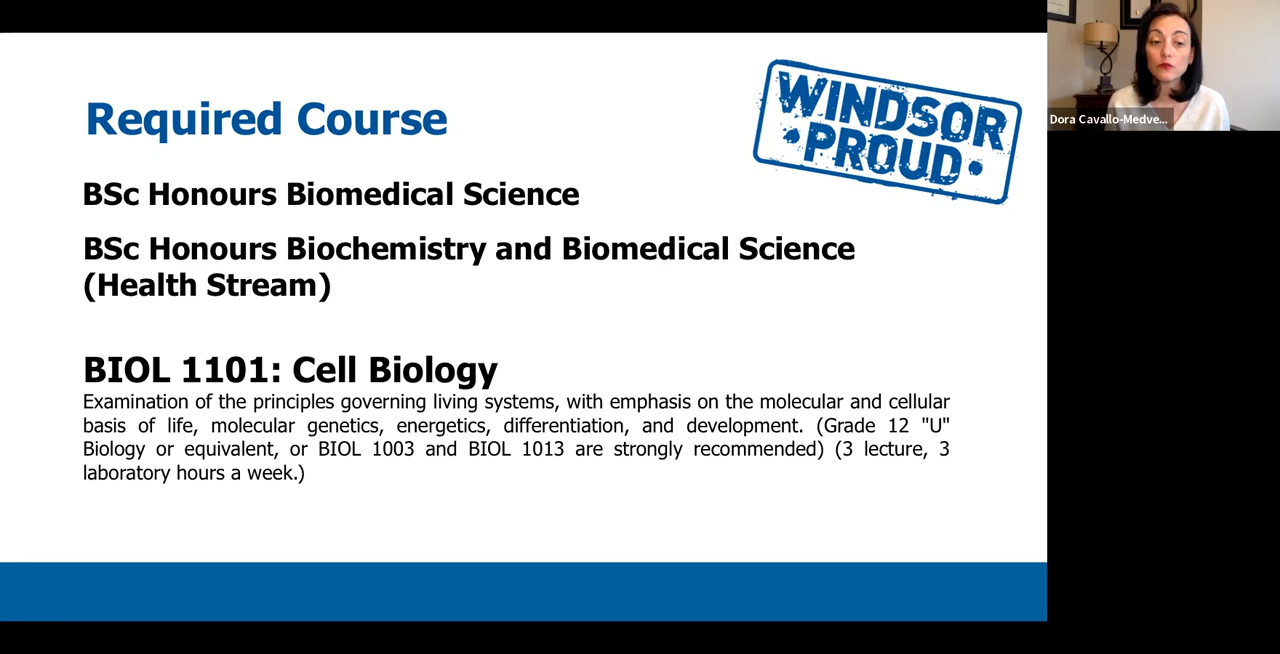 Required Course
WINDSOR
•PROUD•
BSc Honours Biomedical Science
BSc Honours Biochemistry and Biomedical Science
(Health Stream)
BIOL 1101: Cell Biology
Examination of the principles governing living systems, with emphasis on the molecular and cellular
basis of life, molecular genetics, energetics, differentiation, and development. (Grade 12 "U"
Biology or equivalent, or BIOL 1003 and BIOL 1013 are strongly recommended) (3 lecture, 3
laboratory hours a week.)
Dora Cavallo-Medve...